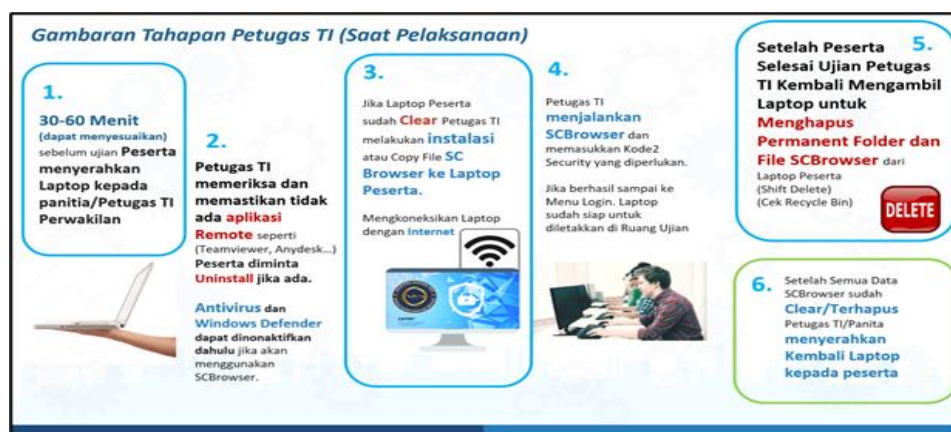 Gambaran Tahapan Petugas TI (Saat Pelaksanaan)
1.
30-60 Menit
(dapat menyesuaikan)
sebelum ujian Peserta
menyerahkan
Laptop kepada
panitia/Petugas TI
Perwakilan
2.
Petugas TI
memeriksa dan
memastikan tidak
ada aplikasi
Remote seperti
(Teamviewer, Anydesk...)
Peserta diminta
Uninstall jika ada.
Antivirus dan
Windows Defender
dapat dinonaktifkan
dahulu jika akan
menggunakan
SCBrowser.
3.
Jika Laptop Peserta
sudah Clear Petugas TI
melakukan instalasi
atau Copy File SC
Browser ke Laptop
Peserta.
Mengkoneksikan Laptop
dengan Internet
4.
Petugas TI
menjalankan
SCBrowser dan
memasukkan Kode2
Security yang diperlukan.
Jika berhasil sampai ke
Menu Login. Laptop
sudah siap untuk
diletakkan di Ruang Ujian
5.
Setelah Peserta
Selesai Ujian Petugas
TI Kembali Mengambil
Laptop untuk
Menghapus
Permanent Folder dan
File SCBrowser dari
Laptop Peserta
(Shift Delete)
(Cek Recycle Bin)
DELETE
6.
Setelah Semua Data
SCBrowser sudah
Clear/Terhapus
Petugas TI/Panita
menyerahkan
Kembali Laptop
kepada peserta